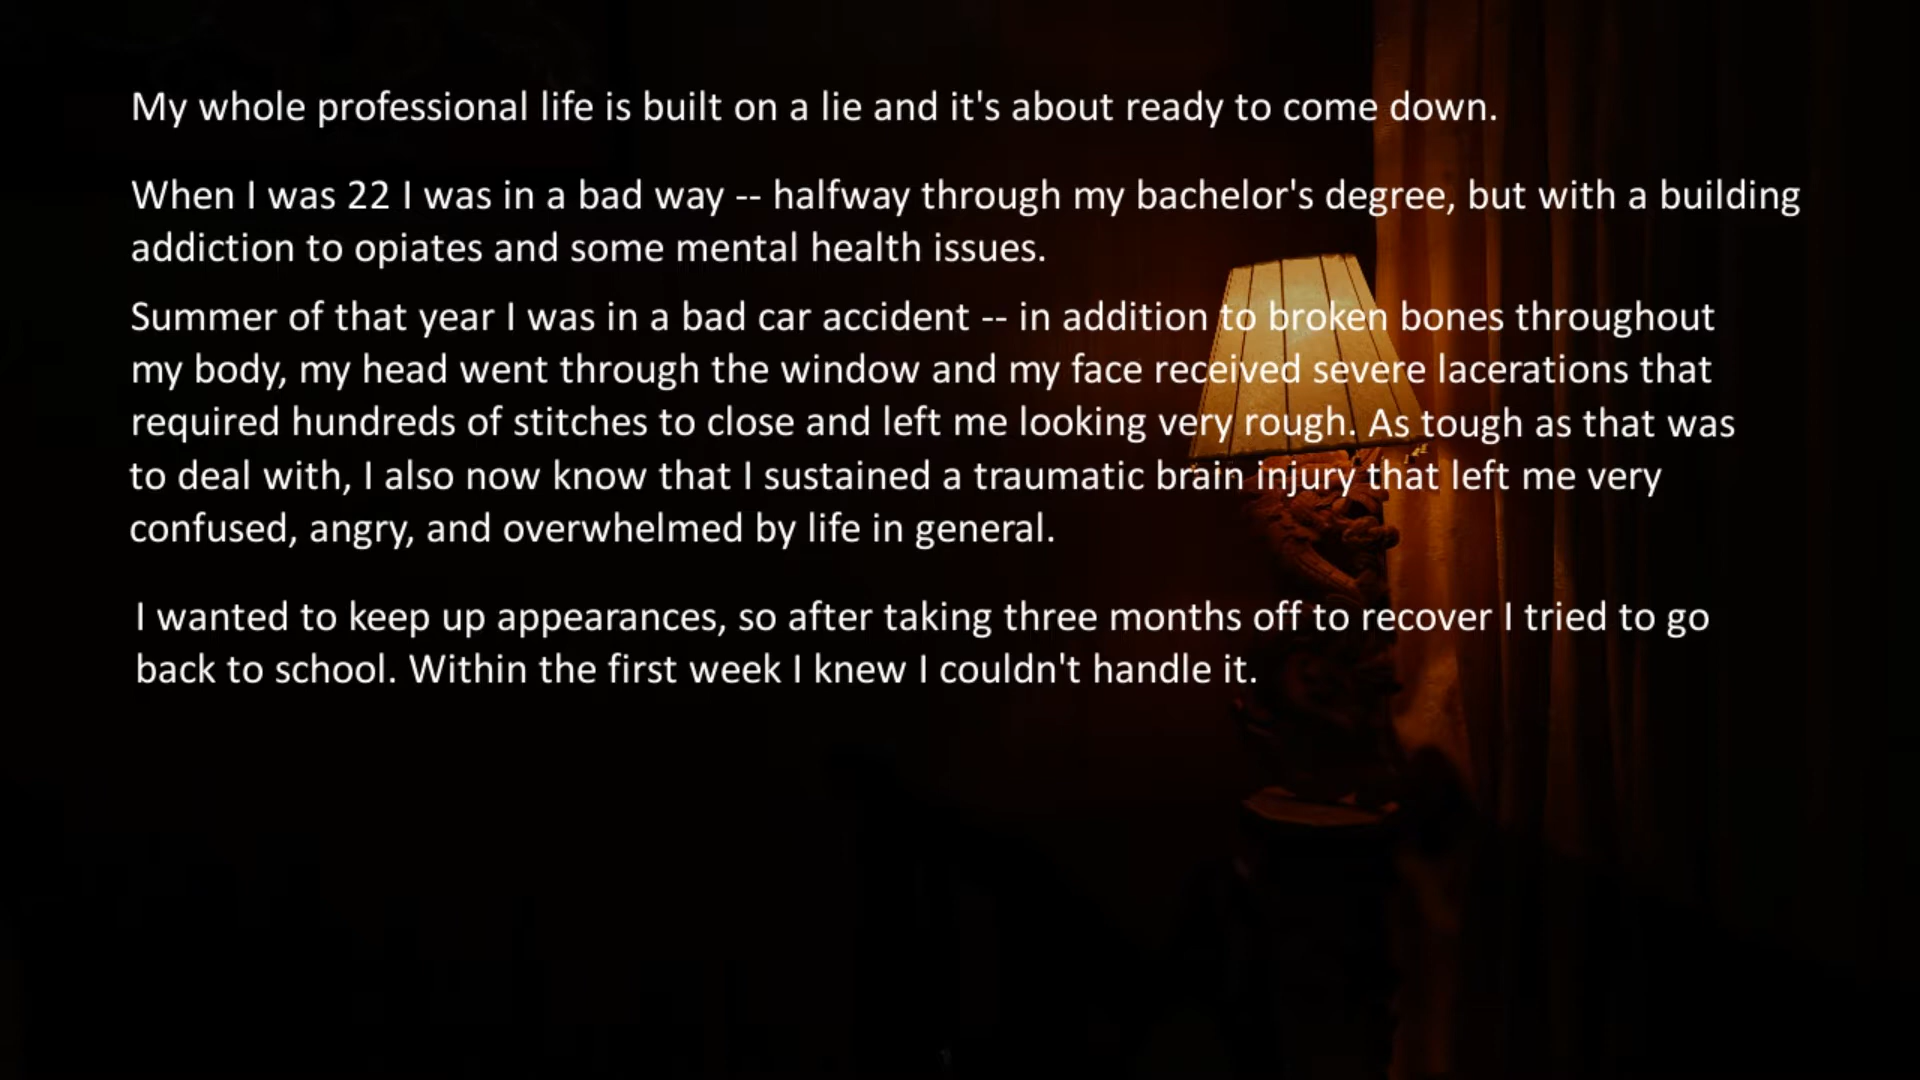 My whole professional life is built on a lie and it's about ready to come down.
When I was 22 I was in a bad way -- halfway through my bachelor's degree, but with a building
addiction to opiates and some mental health issues.
Summer of that year I was in a bad car accident -- in addition to broken bones throughout
my body, my head went through the window and my face received severe lacerations that
required hundreds of stitches to close and left me looking very rough. As tough as that was
to deal with, I also now know that I sustained a traumatic brain injury that left me very
confused, angry, and overwhelmed by life in general.
I wanted to keep up appearances, so after taking three months off to recover I tried to go
back to school. Within the first week I knew I couldn't handle it.